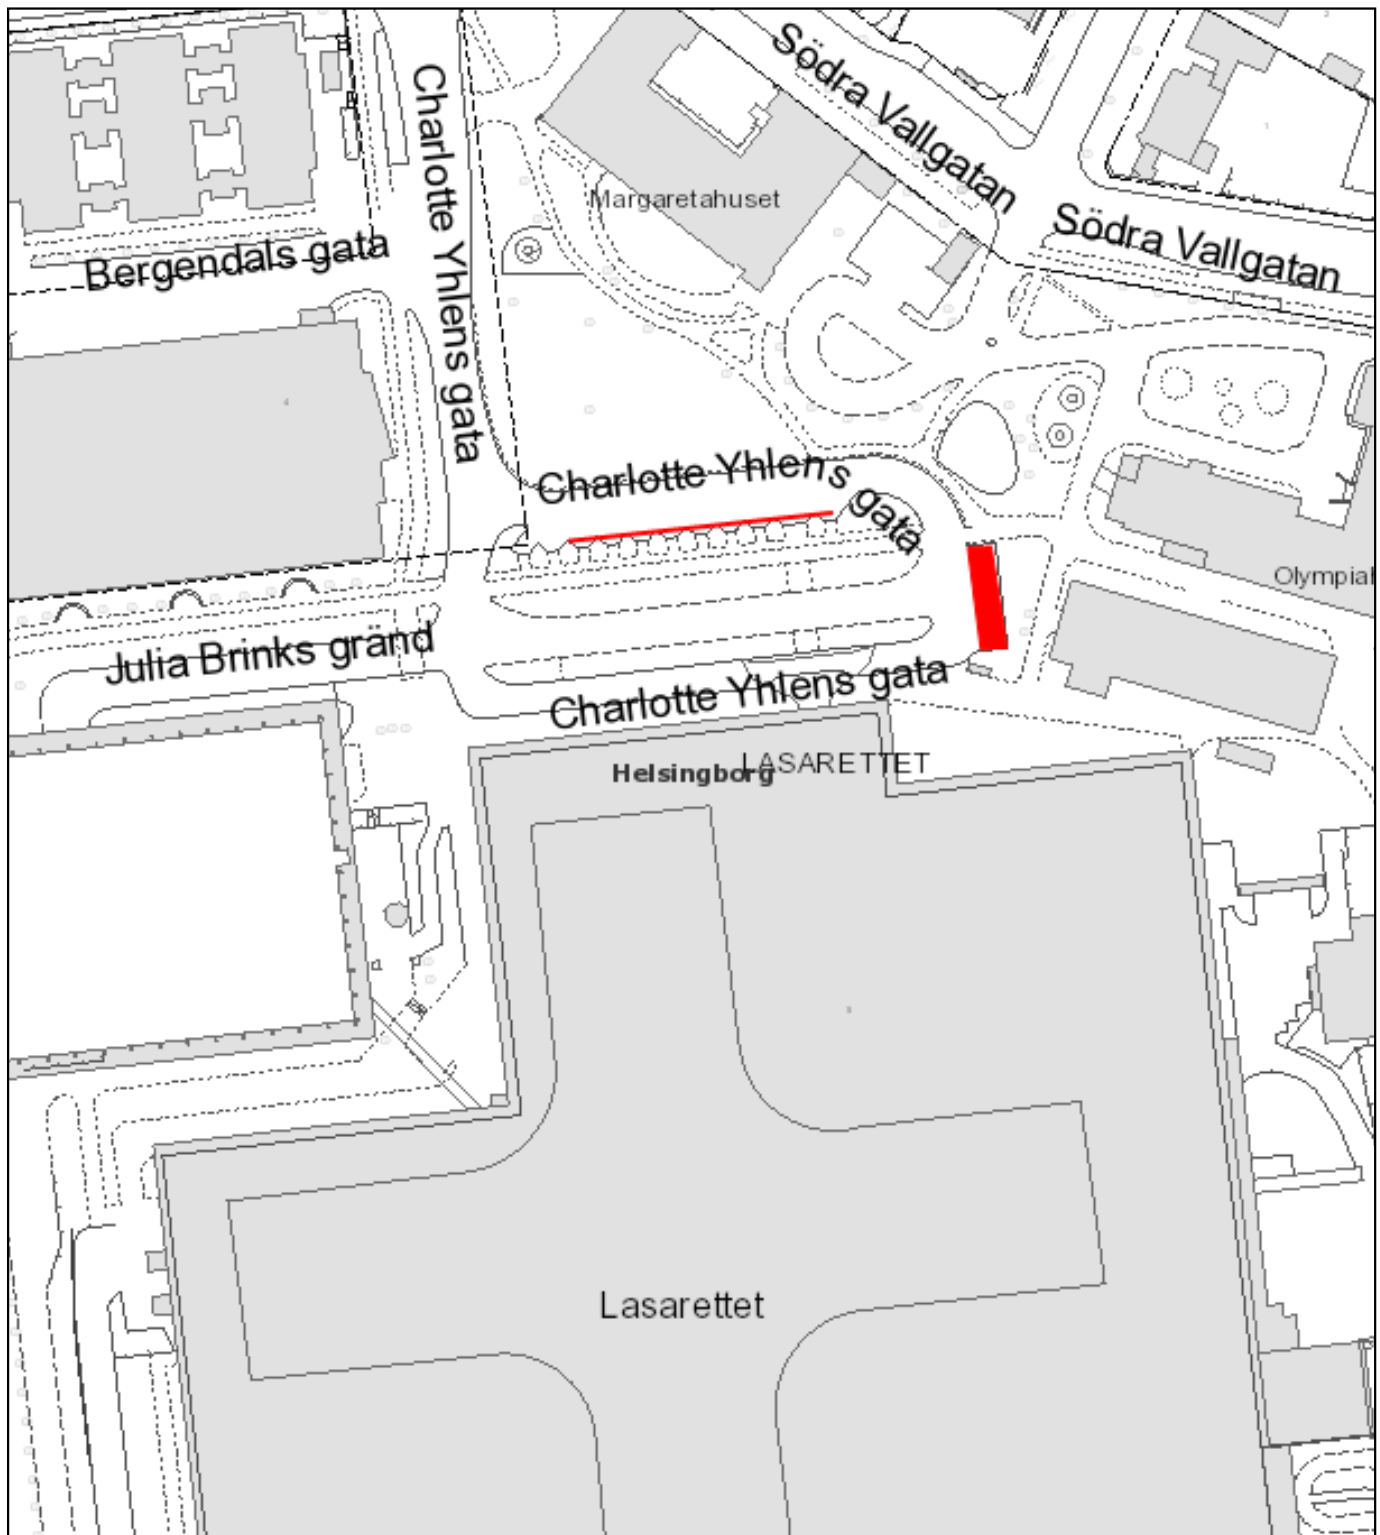 Södra Vallgatan
Charlotte Yhlens gata
Margaretahuset
Södra Vallgatan
Bergendals gata
Charlotte Yhlens gata
Olympia
Julia Brinks gränd
Charlotte Yhlens gata
LASARETTET
Helsingborg
Lasarettet